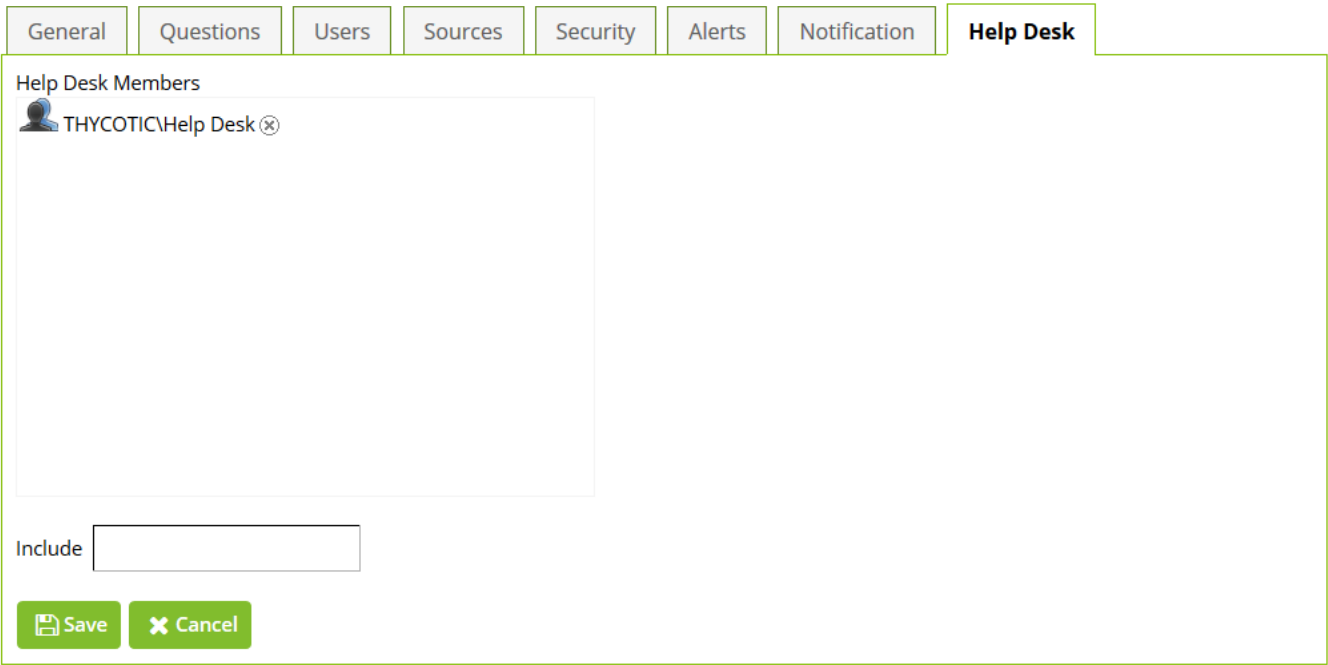 General Questions Users Sources Security Alerts Notification Help Desk
Help Desk Members
THYCOTIC\Help Desk
Include
Save Cancel